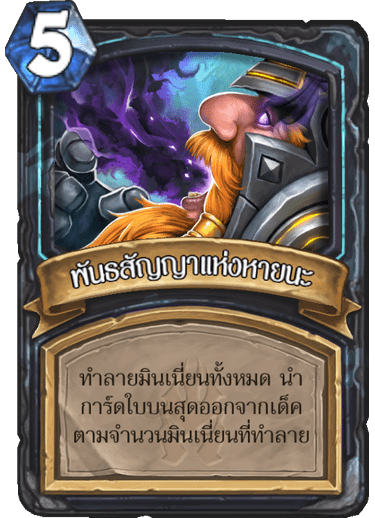 5
พันธสัญญาแห่งหายนะ
ทำลายมินเนี่ยนทั้งหมด นำ
การ์ดใบบนสุดออกจากเด็ค
ตามจำนวนมินเนี่ยนที่ทำลาย